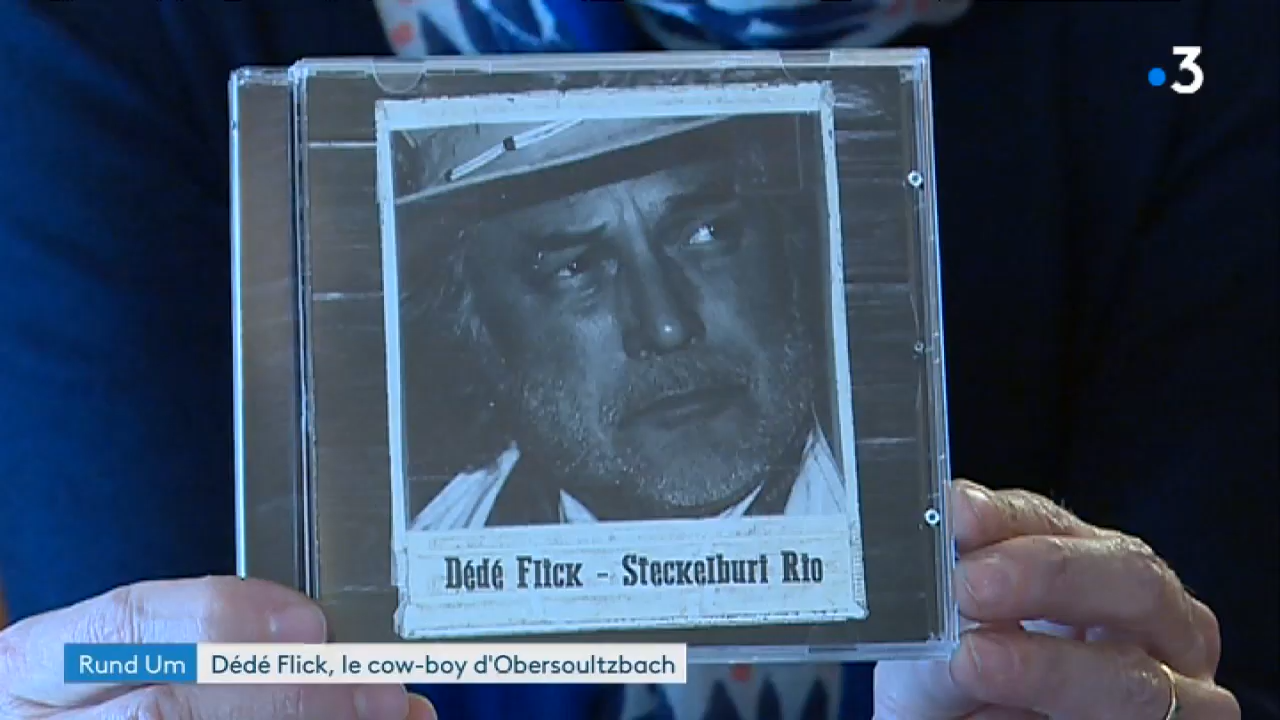 3
Dédé Flick - Steckelburi Rio
Rund Um Dédé Flick, le cow-boy d'Obersoultzbach